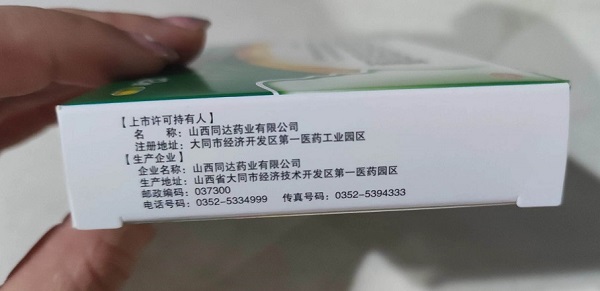 【上市许可持有人】
名 称：山西同达药业有限公司
注册地址：大同市经济开发区第一医药工业园区
【生产企业】
企业名称：山西同达药业有限公司
生产地址：山西省大同市经济技术开发区第一医药园区
邮政编码：037300
电话号码：0352-5334999 传真号码：0352-5394333